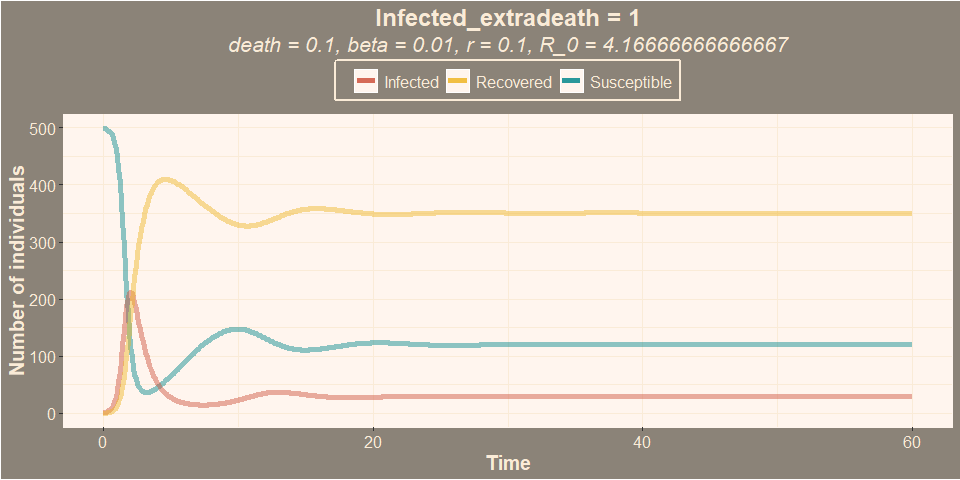 Infected_extradeath = 1
death = 0.1, beta = 0.01, r = 0.1, R_0 = 4.16666666666667
Infected Recovered Susceptible
Number of individuals
500
400
300
200
100
0
0 20 40 60
Time